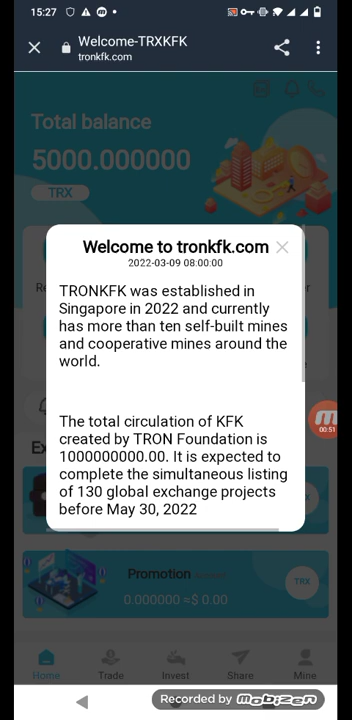 15:27
Welcome-TRXKFK
tronkfk.com
Total balance
5000.000000
TRX
Welcome to tronkfk.com
2022-03-09 08:00:00
TRONKFK was established in
Singapore in 2022 and currently
has more than ten self-built mines
and cooperative mines around the
world.
The total circulation of KFK
created by TRON Foundation is
1000000000.00. It is expected to
complete the simultaneous listing
of 130 global exchange projects
before May 30, 2022
00:51
Promotion
TRX
0.000000 ≈$ 0.00
Home
Trade
Invest
Share
Mine
Recorded by mobizen